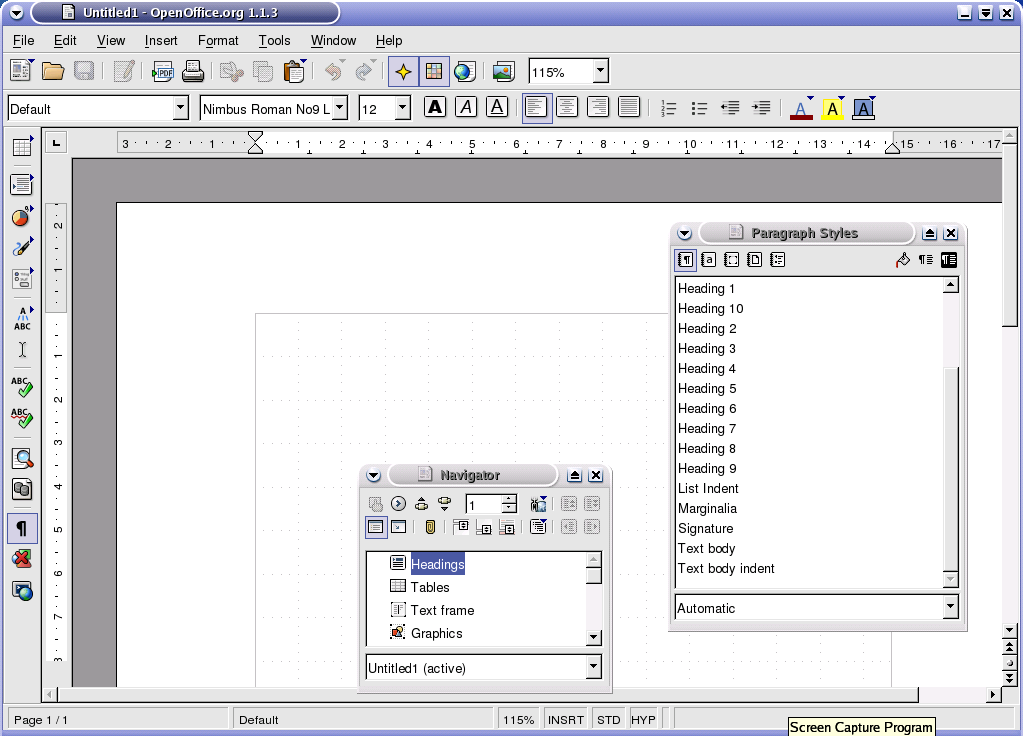 Untitled1 - OpenOffice.org 1.1.3
File Edit View Insert Format Tools Window Help
PDF 115%
Default Nimbus Roman No9 L 12 A A A A A A
3 2 1 1 2 3 4 5 6 7 8 9 10 11 12 13 14 15 16 17
2
1
1
2
3
4
5
6
7
8
A
ABC
ABC
ABC
Paragraph Styles
a
Heading 1
Heading 10
Heading 2
Heading 3
Heading 4
Heading 5
Heading 6
Heading 7
Heading 8
Heading 9
List Indent
Marginalia
Signature
Text body
Text body indent
Automatic
Navigator
1
Headings
Tables
Text frame
Graphics
Untitled1 (active)
Page 1 / 1 Default 115% INSRT STD HYP
Screen Capture Program